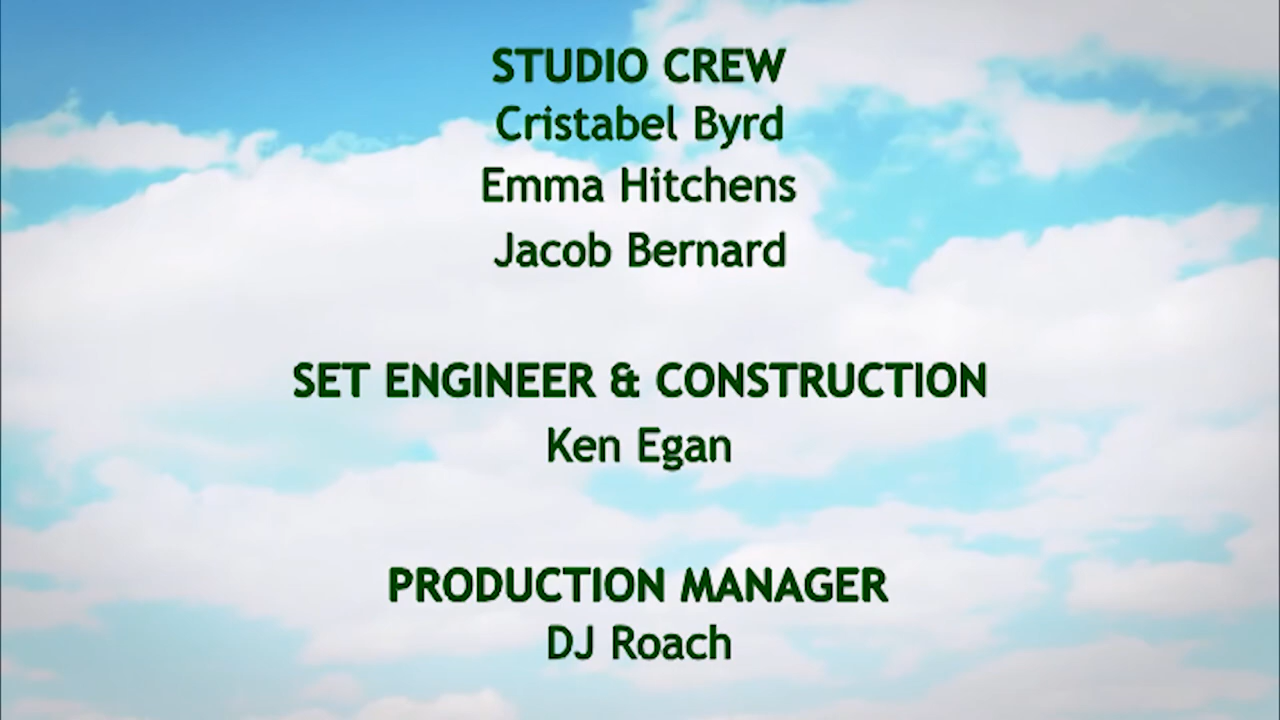 STUDIO CREW
Cristabel Byrd
Emma Hitchens
Jacob Bernard
SET ENGINEER & CONSTRUCTION
Ken Egan
PRODUCTION MANAGER
DJ Roach